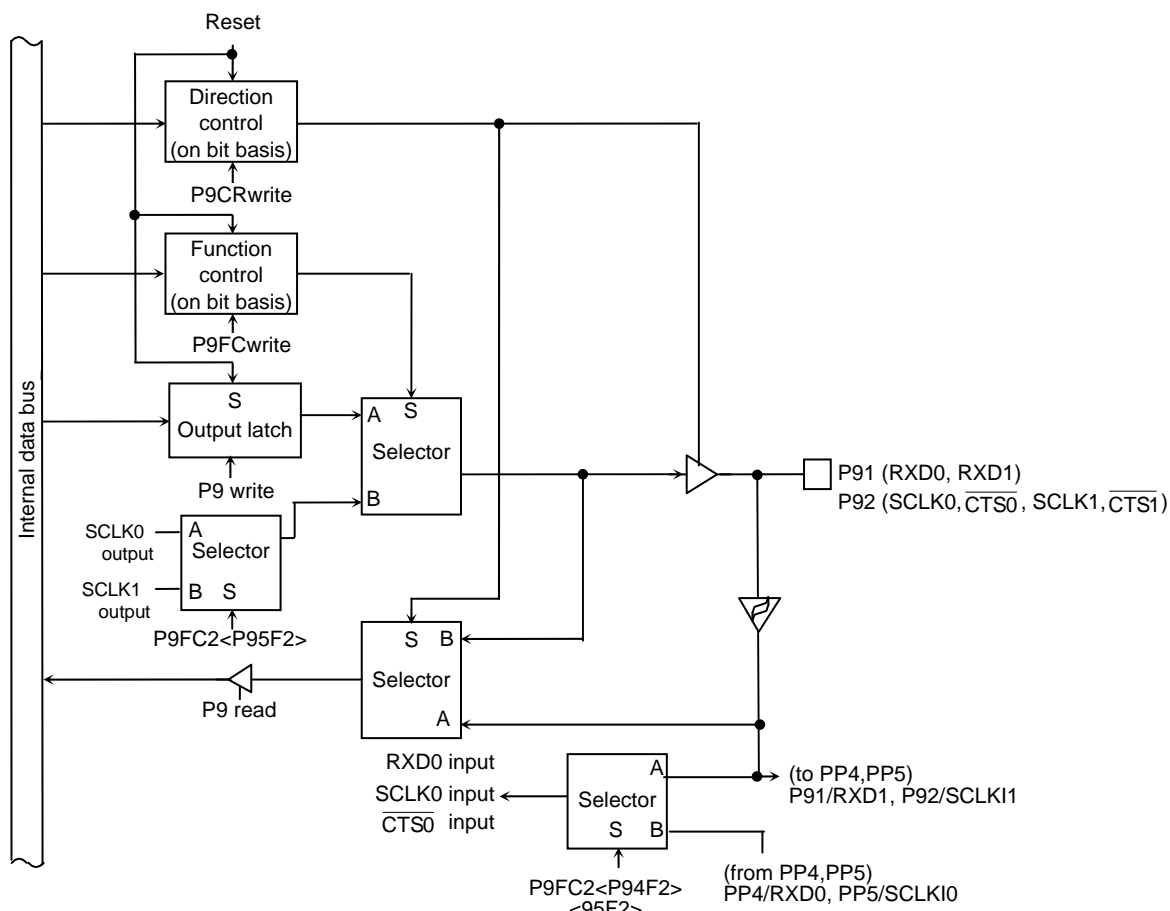 Reset
Direction
control
(on bit basis)
P9CRwrite
Function
control
(on bit basis)
P9FCwrite
Internal data bus
S
Output latch
P9 write
A
S
Selector
B
SCLK0
output
A
Selector
SCLK1
output
B S
P9FC2<P95F2>
P91 (RXD0, RXD1)
P92 (SCLK0, CTS0, SCLK1, CTS1)
S B
Selector
A
P9 read
RXD0 input
SCLK0 input
CTS0 input
A
Selector
S B
P9FC2<P94F2>
<95F2>
(to PP4,PP5)
P91/RXD1, P92/SCLKI1
(from PP4,PP5)
PP4/RXD0, PP5/SCLKI0